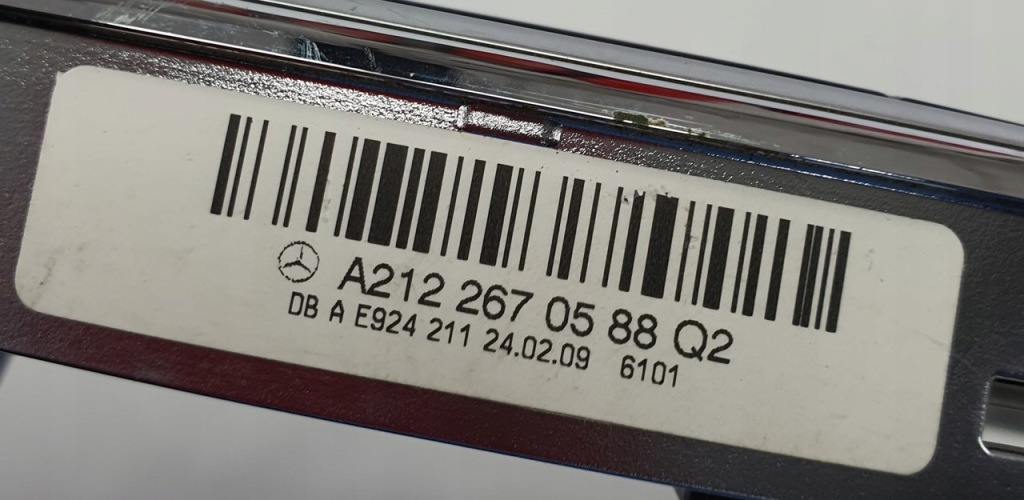 A212 267 05 88 Q2
DB A E924 211 24.02.09 6101